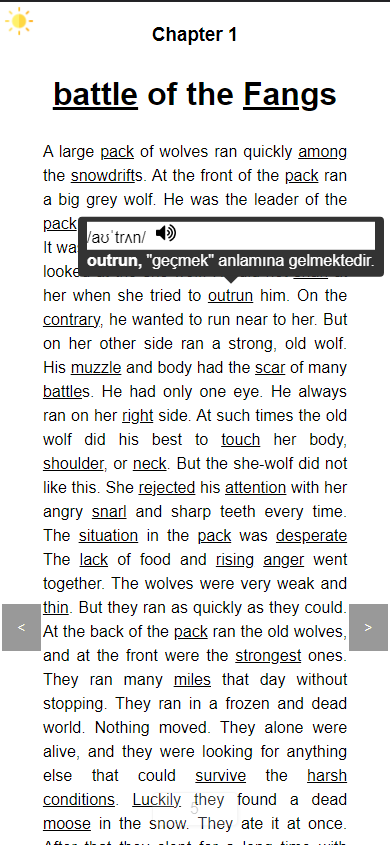 Chapter 1
battle of the Fangs
A large pack of wolves ran quickly among
the snowdrifts. At the front of the pack ran
a big grey wolf. He was the leader of the
pack
/aʊˈtrʌn/
It wa
outrun, "geçmek" anlamına gelmektedir.
looke
her when she tried to outrun him. On the
contrary, he wanted to run near to her. But
on her other side ran a strong, old wolf.
His muzzle and body had the scar of many
battles. He had only one eye. He always
ran on her right side. At such times the old
wolf did his best to touch her body,
shoulder, or neck. But the she-wolf did not
like this. She rejected his attention with her
angry snarl and sharp teeth every time.
The situation in the pack was desperate
The lack of food and rising anger went
together. The wolves were very weak and
thin. But they ran as quickly as they could.
< >
At the back of the pack ran the old wolves,
and at the front were the strongest ones.
They ran many miles that day without
stopping. They ran in a frozen and dead
world. Nothing moved. They alone were
alive, and they were looking for anything
else that could survive the harsh
conditions. Luckily they found a dead
5
moose in the snow. They ate it at once.
After that they slept for a long time with